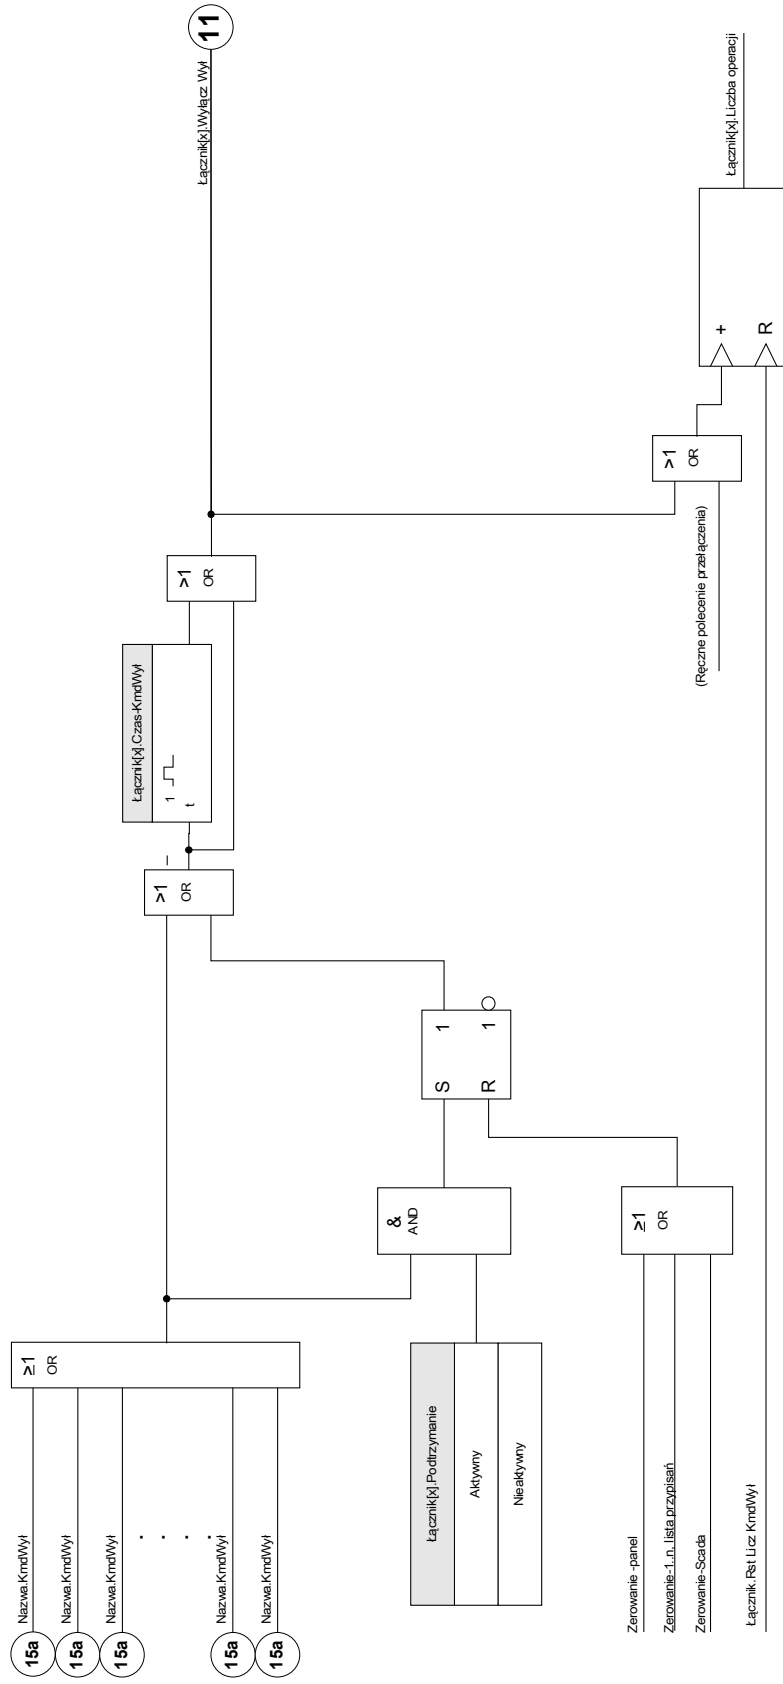 15a
Nazwa.KmdWył
15a
Nazwa.KmdWył
15a
Nazwa.KmdWył
. . . .
15a
Nazwa.KmdWył
15a
Nazwa.KmdWył
≥1
OR
Łącznik[x].Podtrzymanie
Aktywny
Nieaktywny
&
AND
Zerowanie -panel
Zerowanie-1..n, lista przypisań
Zerowanie-Scada
≥1
OR
S
1
R
1
>1
OR
Łącznik[x].Czas-KmdWył
1
t
>1
OR
Łącznik[x].Wyłącz Wył
11
(Ręczne polecenie przełączenia)
>1
OR
Łącznik.Rst Licz KmdWył
+
R
Łącznik[x].Liczba operacji